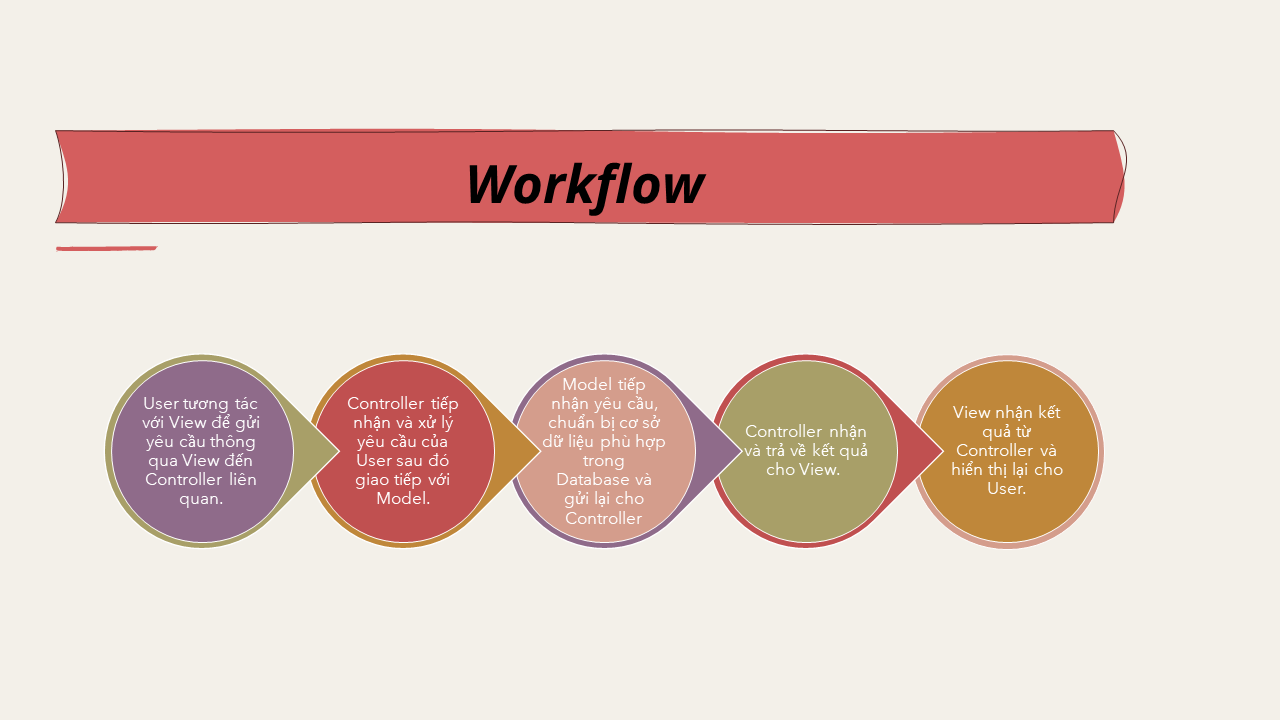 Workflow
User tương tác
với View để gửi
yêu cầu thông
qua View đến
Controller liên
quan.
Controller tiếp
nhận và xử lý
yêu cầu của
User sau đó
giao tiếp với
Model.
Model tiếp
nhận yêu cầu,
chuẩn bị cơ sở
dữ liệu phù hợp
trong
Database và
gửi lại cho
Controller
Controller nhận
và trả về kết quả
cho View.
View nhận kết
quả từ
Controller và
hiển thị lại cho
User.